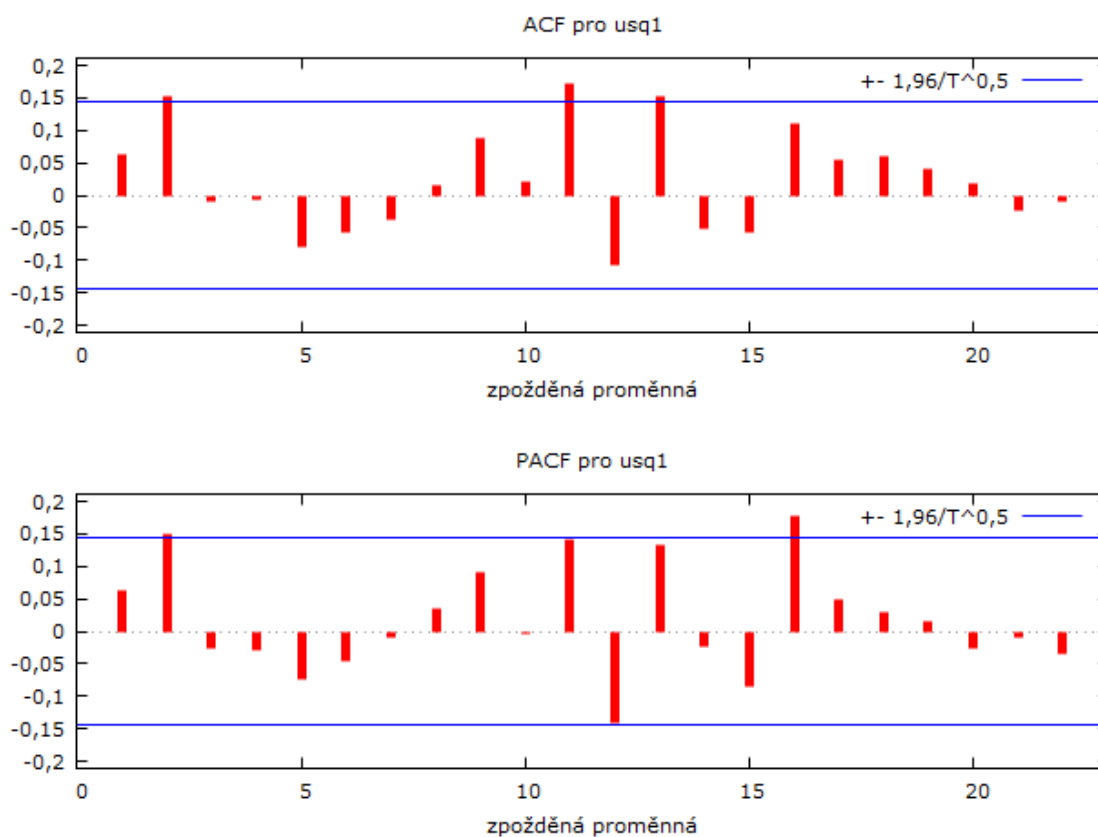 ACF pro usq1
+- 1,96/T^0,5
0,2
0,15
0,1
0,05
0
-0,05
-0,1
-0,15
-0,2
0 5 10 15 20
zpožděná proměnná
PACF pro usq1
+- 1,96/T^0,5
0,2
0,15
0,1
0,05
0
-0,05
-0,1
-0,15
-0,2
0 5 10 15 20
zpožděná proměnná